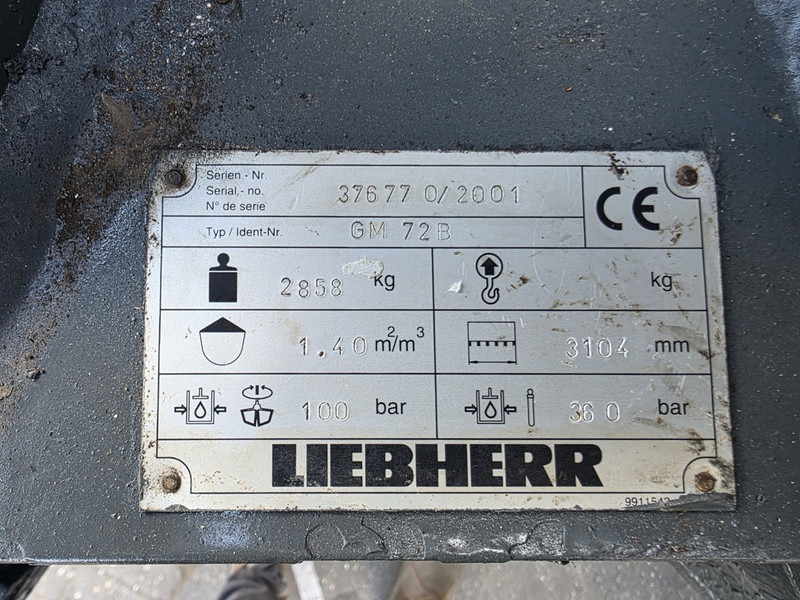 Serien.- Nr.
Serial,- no.
N° de serie
37677 0/2001
CE
Typ / Ident-Nr.
GM 72B
2858 kg
kg
1.40 m²/m³
3104 mm
100 bar
360 bar
LIEBHERR